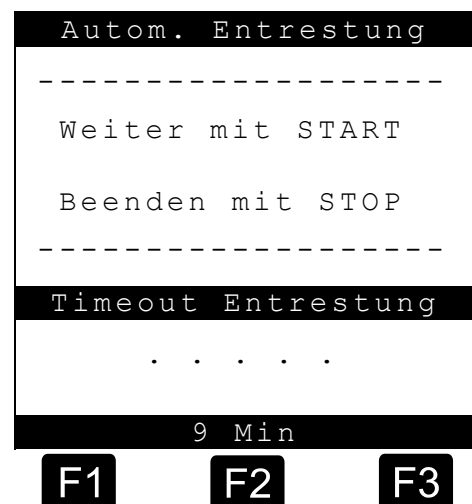 Autom. Entrestung
-------------------
Weiter mit START
Beenden mit STOP
-------------------
Timeout Entrestung
. . . . .
9 Min
F1 F2 F3